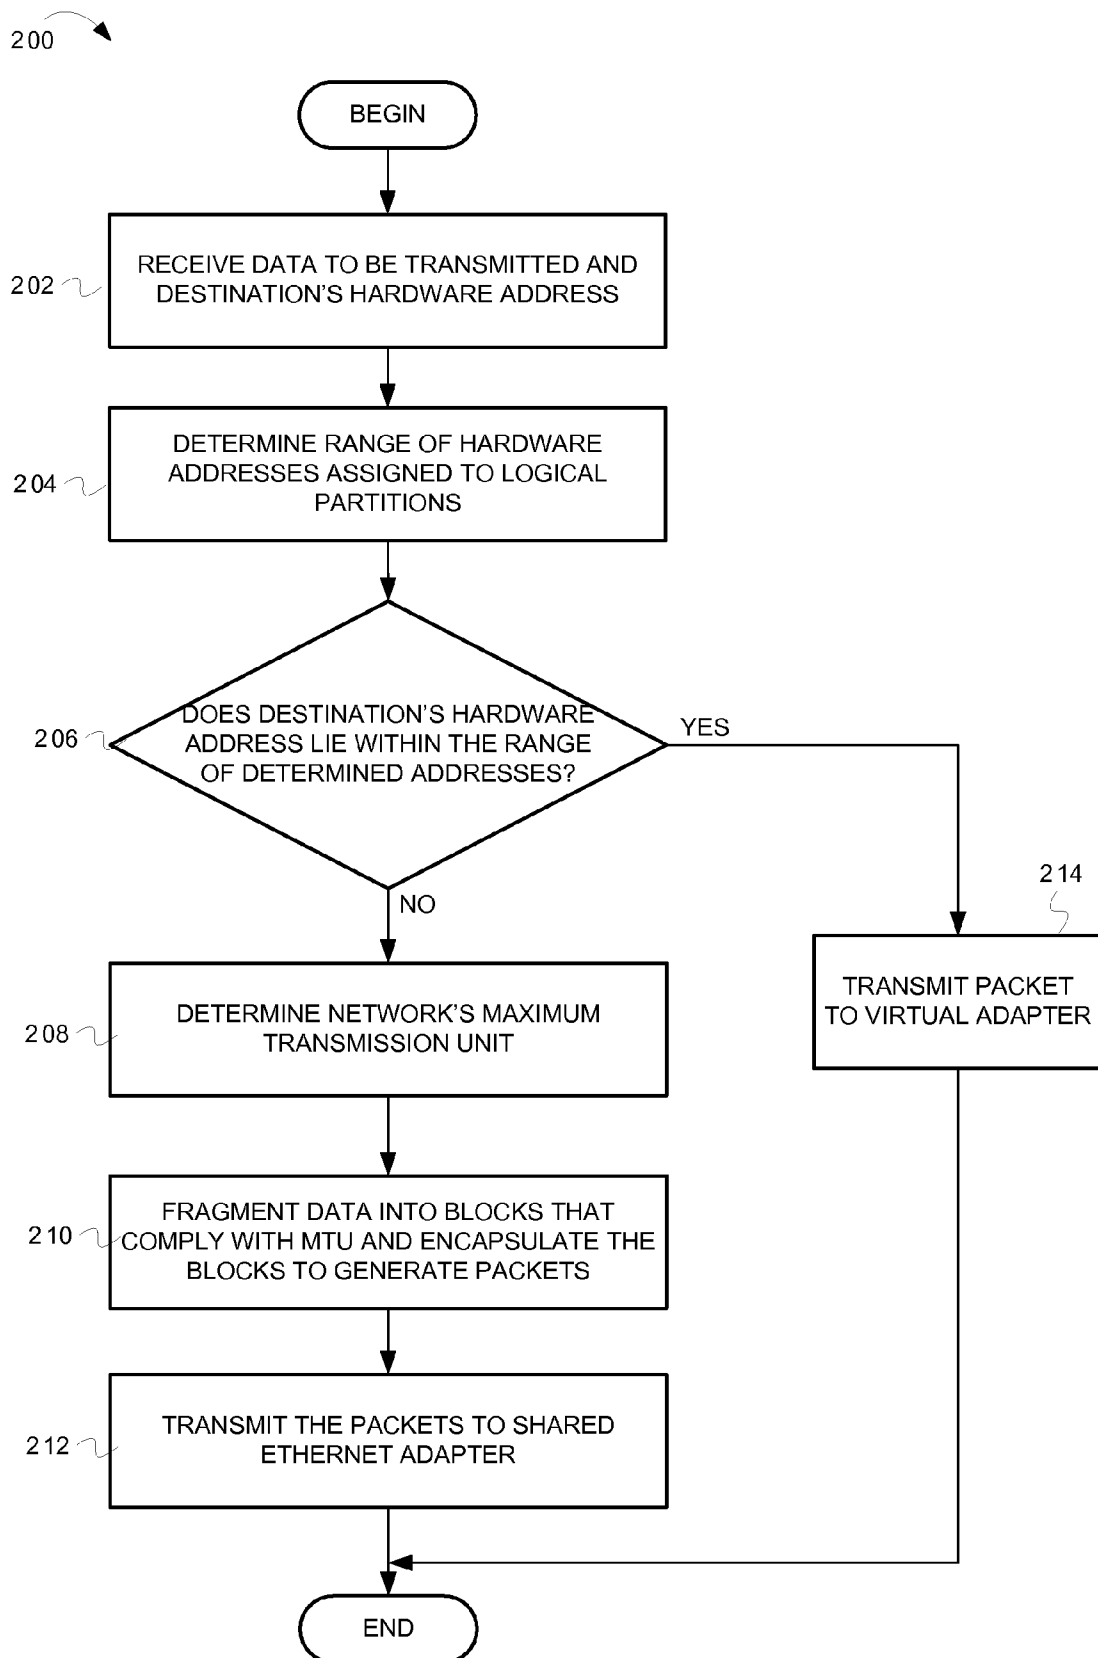 200
BEGIN
202
RECEIVE DATA TO BE TRANSMITTED AND
DESTINATION'S HARDWARE ADDRESS
204
DETERMINE RANGE OF HARDWARE
ADDRESSES ASSIGNED TO LOGICAL
PARTITIONS
206
DOES DESTINATION'S HARDWARE
ADDRESS LIE WITHIN THE RANGE
OF DETERMINED ADDRESSES?
YES
NO
214
TRANSMIT PACKET
TO VIRTUAL ADAPTER
208
DETERMINE NETWORK'S MAXIMUM
TRANSMISSION UNIT
210
FRAGMENT DATA INTO BLOCKS THAT
COMPLY WITH MTU AND ENCAPSULATE THE
BLOCKS TO GENERATE PACKETS
212
TRANSMIT THE PACKETS TO SHARED
ETHERNET ADAPTER
END